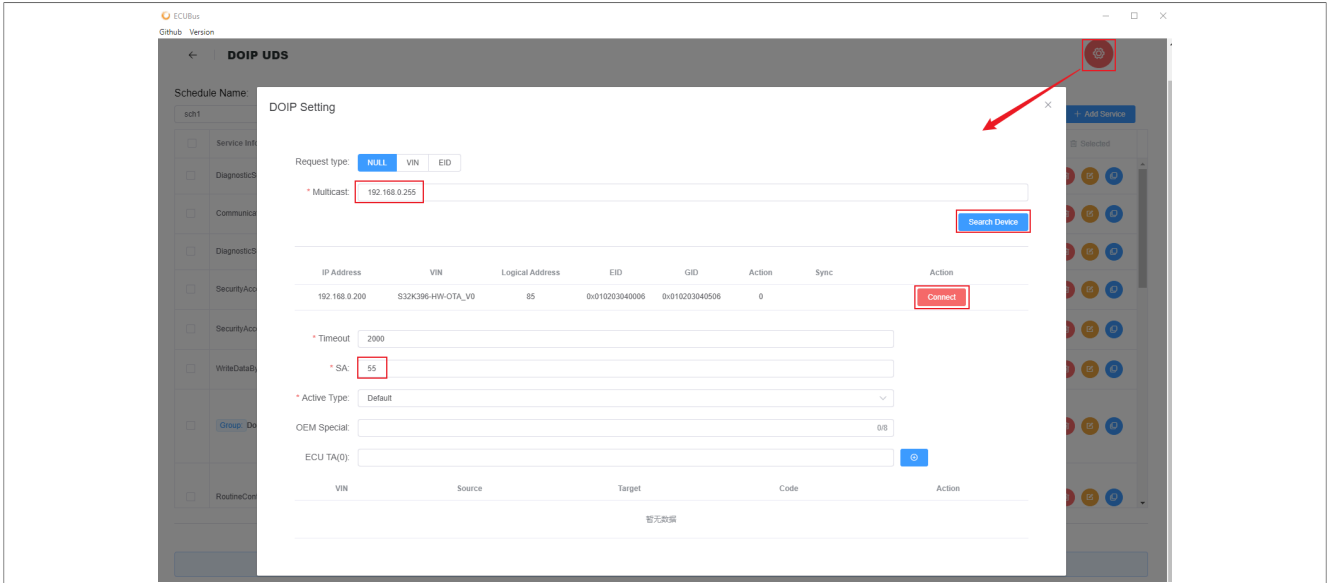 ECUBus
Github Version
DOIP UDS
Schedule Name:
DOIP Setting
sch1
+ Add Service
Service Info
Selected
Request type: NULL VIN EID
DiagnosticS
* Multicast: 192.168.0.255
Communica
Search Device
DiagnosticS
IP Address VIN Logical Address EID GID Action Sync Action
SecurityAcc
192.168.0.200 S32K396-HW-OTA_V0 85 0x010203040006 0x010203040506 0 Connect
SecurityAcc
* Timeout 2000
* SA: 55
WriteDataBy
* Active Type: Default
Group Do
OEM Special: 0/8
ECU TA(0):
VIN Source Target Code Action
RoutineCont
暂无数据